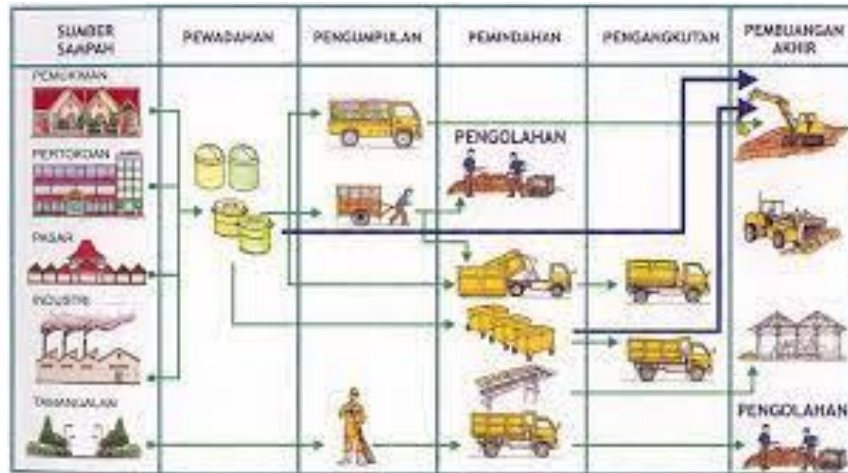 SUMBER
SAMPAH
PEWADAHAN
PENGUMPULAN
PEMINDAHAN
PENGANGKUTAN
PEMBUANGAN
AKHIR
PEMUKIMAN
PERTOKOAN
PASAR
INDUSTRI
PENGOLAHAN
PENGOLAHAN